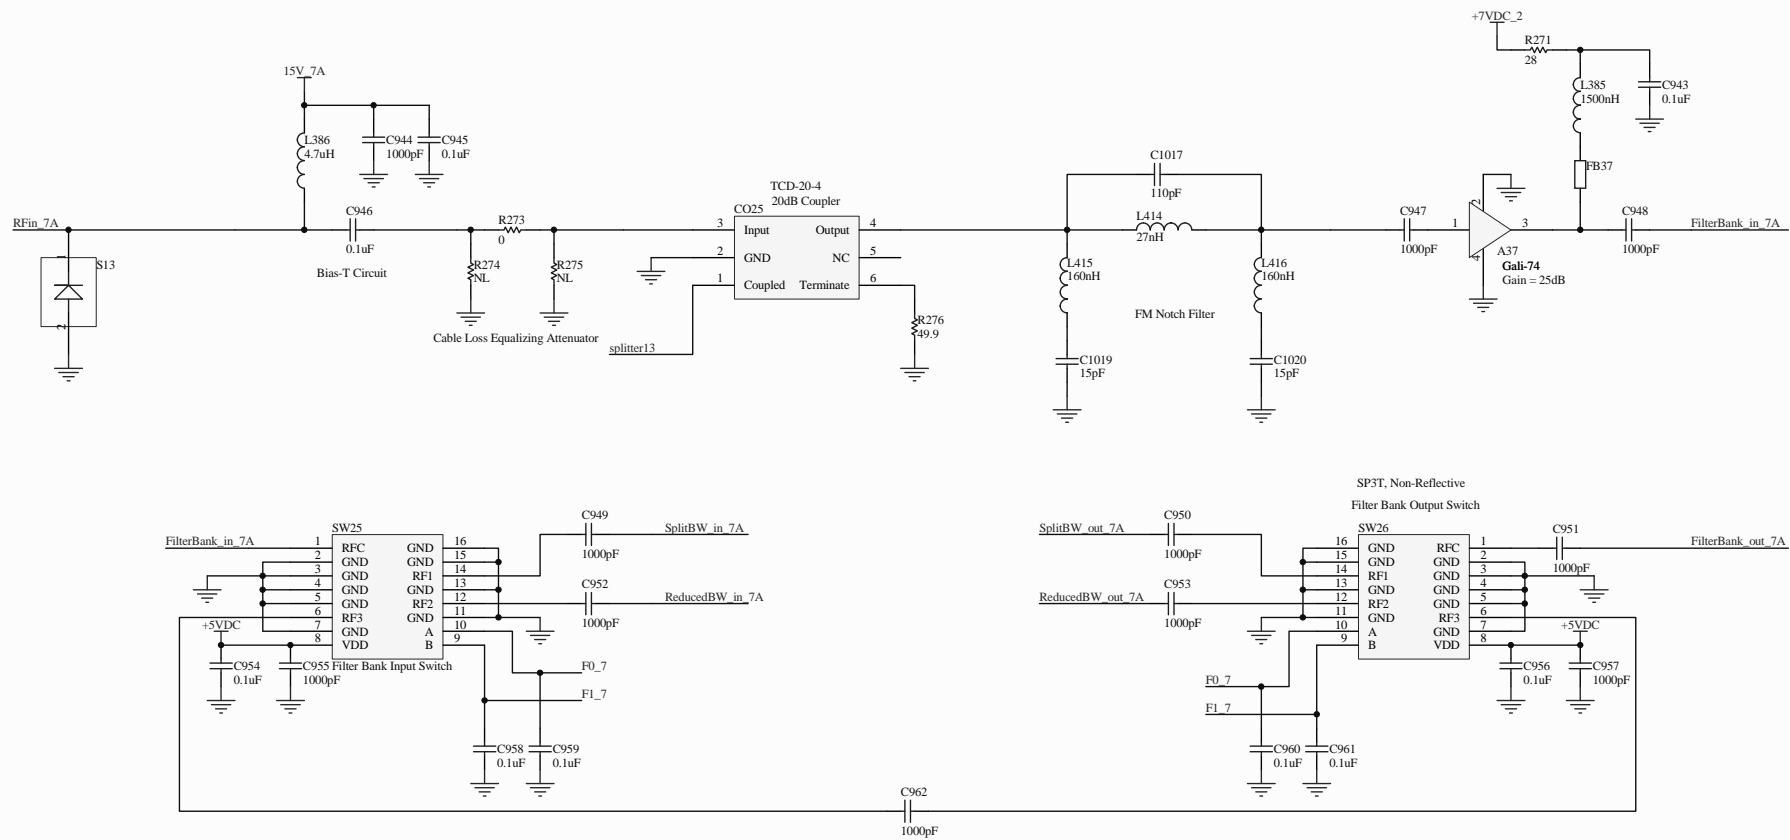 +7VDC_2
R271
28
L385
1500nH
C943
0.1uF
FB37
15V_7A
L386
4.7uH
C944
1000pF
C945
0.1uF
RFin_7A
C946
0.1uF
Bias-T Circuit
R273
0
R274
NL
R275
NL
Cable Loss Equalizing Attenuator
S13
1
2
TCD-20-4
20dB Coupler
CO25
3 Input Output 4
2 GND NC 5
1 Coupled Terminate 6
splitter13
R276
49.9
C1017
110pF
L414
27nH
L415
160nH
L416
160nH
FM Notch Filter
C1019
15pF
C1020
15pF
C947
1000pF
1
2
3
4
A37
Gali-74
Gain = 25dB
C948
1000pF
FilterBank_in_7A
SW25
FilterBank_in_7A
1 RFC GND 16
2 GND GND 15
3 GND RF1 14
4 GND GND 13
5 GND RF2 12
6 RF3 GND 11
7 GND A 10
8 VDD B 9
Filter Bank Input Switch
+5VDC
C954
0.1uF
C955
1000pF
C949
1000pF
SplitBW_in_7A
C952
1000pF
ReducedBW_in_7A
F0_7
F1_7
C958
0.1uF
C959
0.1uF
SP3T, Non-Reflective
Filter Bank Output Switch
SW26
SplitBW_out_7A
C950
1000pF
ReducedBW_out_7A
C953
1000pF
16 GND RFC 1
15 GND GND 2
14 RF1 GND 3
13 GND GND 4
12 RF2 GND 5
11 GND RF3 6
10 A GND 7
9 B VDD 8
C951
1000pF
FilterBank_out_7A
+5VDC
C956
0.1uF
C957
1000pF
F0_7
F1_7
C960
0.1uF
C961
0.1uF
C962
1000pF